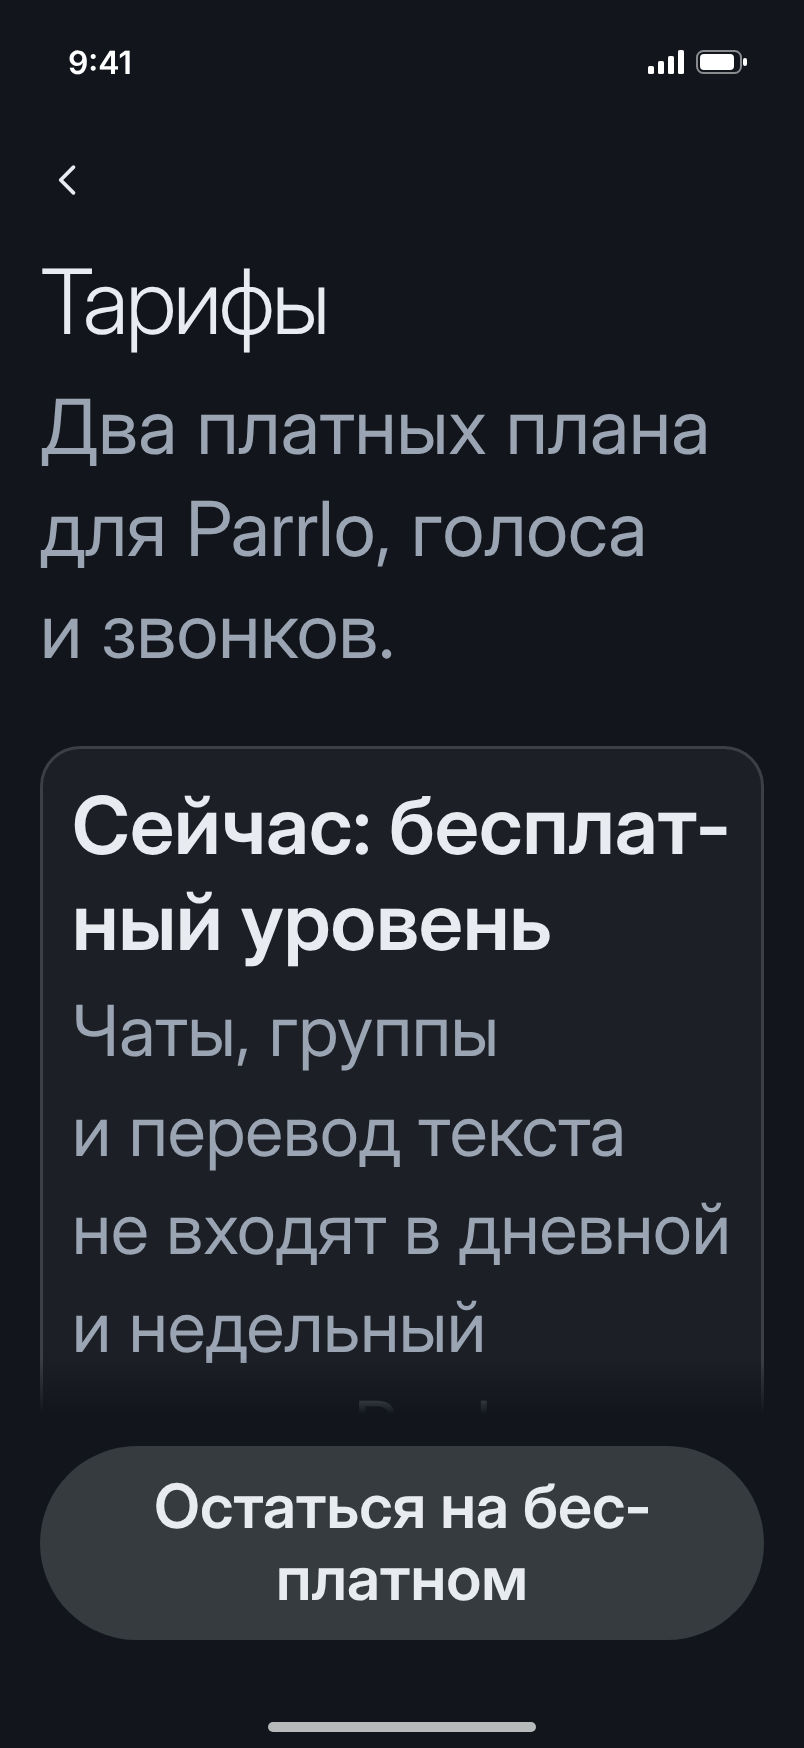 9:41
Тарифы
Два платных плана
для Parrlo, голоса
и звонков.
Сейчас: бесплат-
ный уровень
Чаты, группы
и перевод текста
не входят в дневной
и недельный
Остаться на бес-
платном